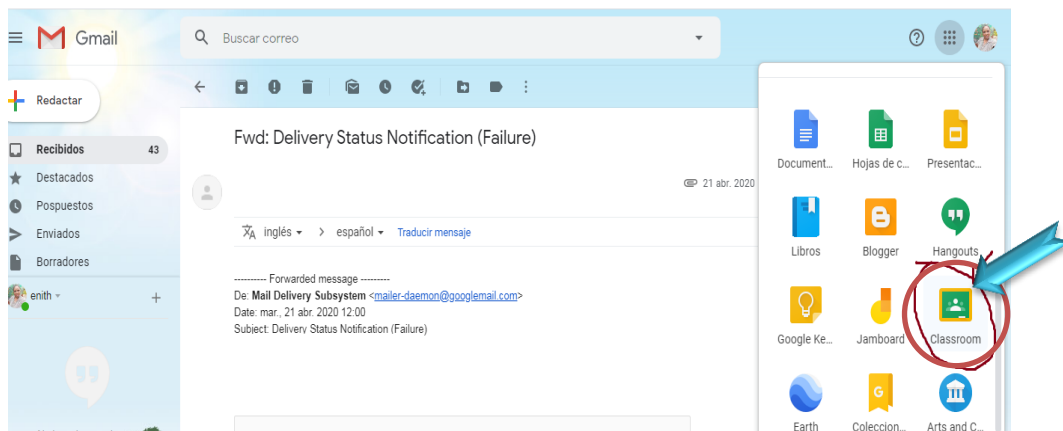 Gmail
Buscar correo
Redactar
Recibidos 43
Destacados
Pospuestos
Enviados
Borradores
enith
Fwd: Delivery Status Notification (Failure)
21 abr. 2020
inglés > español Traducir mensaje
---------- Forwarded message ---------
De: Mail Delivery Subsystem <mailer-daemon@googlemail.com>
Date: mar., 21 abr. 2020 12:00
Subject: Delivery Status Notification (Failure)
Document... Hojas de c... Presentac...
Libros Blogger Hangouts
Google Ke... Jamboard Classroom
Earth Coleccion... Arts and C...